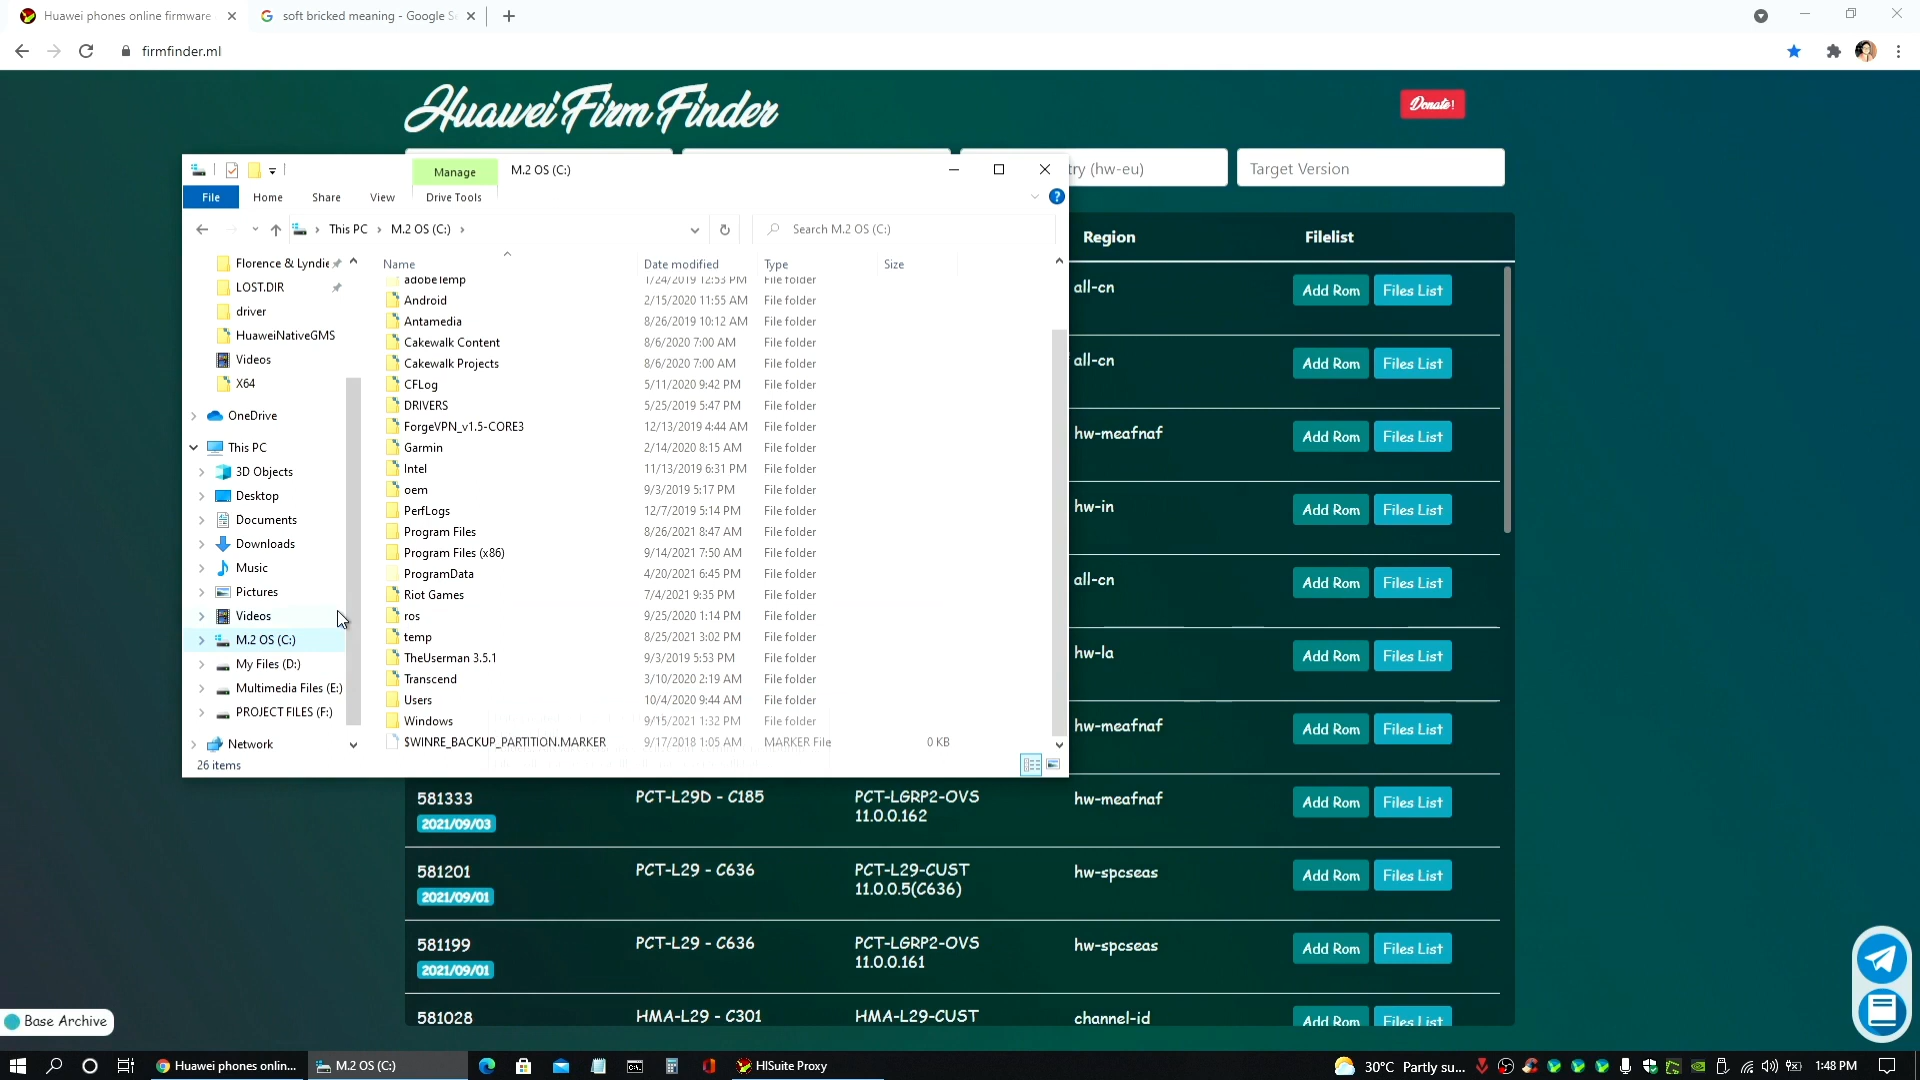 Huawei phones online firmware
soft bricked meaning - Google Se
firmfinder.ml
Huawei Firm Finder
Donate!
try (hw-eu)
Target Version
Region
Filelist
Manage
M.2 OS (C:)
File
Home
Share
View
Drive Tools
This PC
M.2 OS (C:)
Search M.2 OS (C:)
Name
Date modified
Type
Size
Florence & Lyndie
LOST.DIR
driver
HuaweiNativeGMS
Videos
X64
OneDrive
This PC
3D Objects
Desktop
Documents
Downloads
Music
Pictures
Videos
M.2 OS (C:)
My Files (D:)
Multimedia Files (E:)
PROJECT FILES (F:)
Network
26 items
adobeTemp 1/24/2019 12:53 PM File folder
Android 2/15/2020 11:55 AM File folder
Antamedia 8/26/2019 10:12 AM File folder
Cakewalk Content 8/6/2020 7:00 AM File folder
Cakewalk Projects 8/6/2020 7:00 AM File folder
CFLog 5/11/2020 9:42 PM File folder
DRIVERS 5/25/2019 5:47 PM File folder
ForgeVPN_v1.5-CORE3 12/13/2019 4:44 AM File folder
Garmin 2/14/2020 8:15 AM File folder
Intel 11/13/2019 6:31 PM File folder
oem 9/3/2019 5:17 PM File folder
PerfLogs 12/7/2019 5:14 PM File folder
Program Files 8/26/2021 8:47 AM File folder
Program Files (x86) 9/14/2021 7:50 AM File folder
ProgramData 4/20/2021 6:45 PM File folder
Riot Games 7/4/2021 9:35 PM File folder
ros 9/25/2020 1:14 PM File folder
temp 8/25/2021 3:02 PM File folder
TheUserman 3.5.1 9/3/2019 5:53 PM File folder
Transcend 3/10/2020 2:19 AM File folder
Users 10/4/2020 9:44 AM File folder
Windows 9/15/2021 1:32 PM File folder
$WINRE_BACKUP_PARTITION.MARKER 9/17/2018 1:05 AM MARKER File 0 KB
all-cn Add Rom Files List
all-cn Add Rom Files List
hw-meafnaf Add Rom Files List
hw-in Add Rom Files List
all-cn Add Rom Files List
hw-la Add Rom Files List
hw-meafnaf Add Rom Files List
581333 PCT-L29D - C185 PCT-LGRP2-OVS hw-meafnaf Add Rom Files List
2021/09/03 11.0.0.162
581201 PCT-L29 - C636 PCT-L29-CUST hw-spcseas Add Rom Files List
2021/09/01 11.0.0.5(C636)
581199 PCT-L29 - C636 PCT-LGRP2-OVS hw-spcseas Add Rom Files List
2021/09/01 11.0.0.161
581028 HMA-L29 - C301 HMA-L29-CUST channel-id Add Rom Files List
Base Archive
Huawei phones onlin...
M.2 OS (C:)
HISuite Proxy
30°C Partly su...
1:48 PM